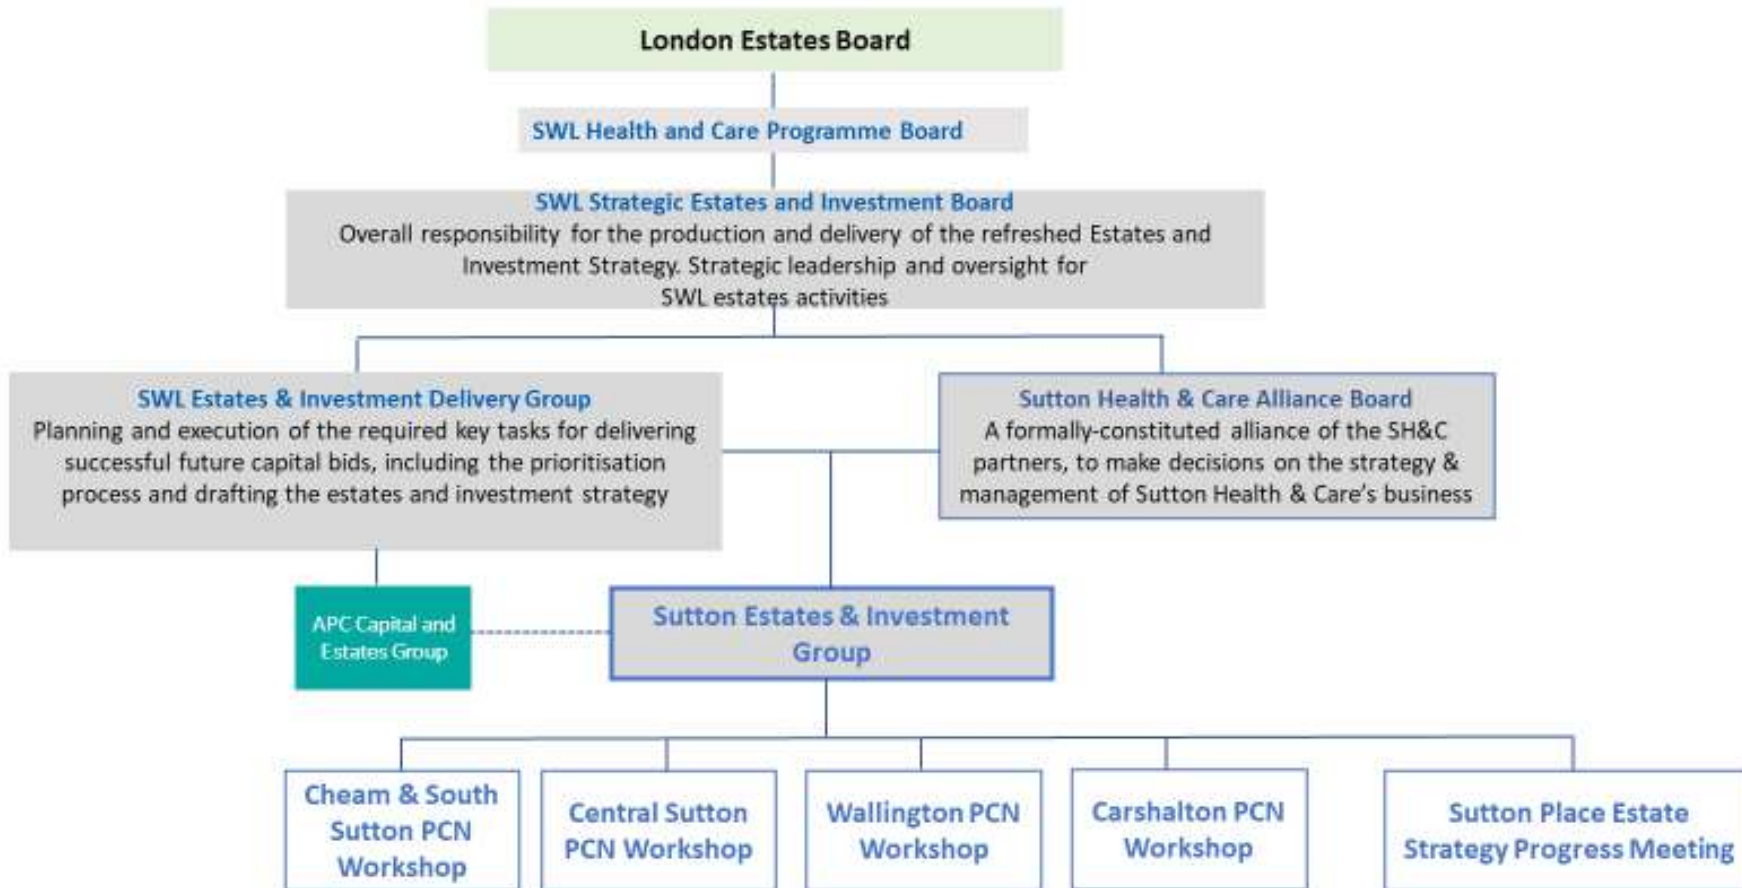 London Estates Board
SWL Health and Care Programme Board
SWL Strategic Estates and Investment Board
Overall responsibility for the production and delivery of the refreshed Estates and
Investment Strategy. Strategic leadership and oversight for
SWL estates activities
SWL Estates & Investment Delivery Group
Planning and execution of the required key tasks for delivering
successful future capital bids, including the prioritisation
process and drafting the estates and investment strategy
Sutton Health & Care Alliance Board
A formally-constituted alliance of the SH&C
partners, to make decisions on the strategy &
management of Sutton Health & Care's business
APC Capital and
Estates Group
Sutton Estates & Investment
Group
Cheam & South
Sutton PCN
Workshop
Central Sutton
PCN Workshop
Wallington PCN
Workshop
Carshalton PCN
Workshop
Sutton Place Estate
Strategy Progress Meeting